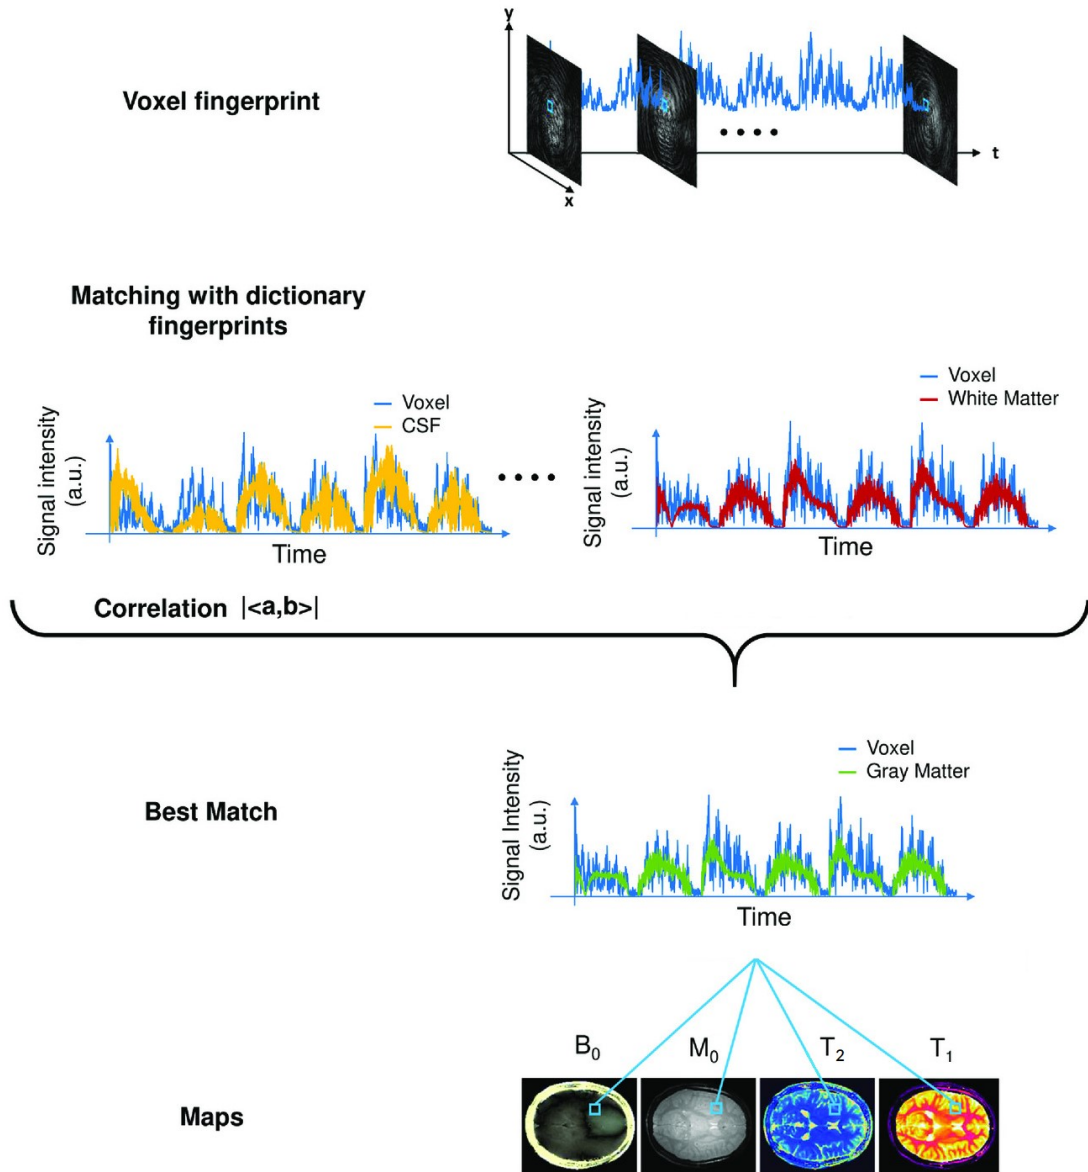 y
Voxel fingerprint
t
x
Matching with dictionary
fingerprints
Signal intensity
(a.u.)
Voxel
CSF
Time
Signal intensity
(a.u.)
Voxel
White Matter
Time
Correlation |<a,b>|
Best Match
Signal Intensity
(a.u.)
Voxel
Gray Matter
Time
B₀ M₀ T₂ T₁
Maps